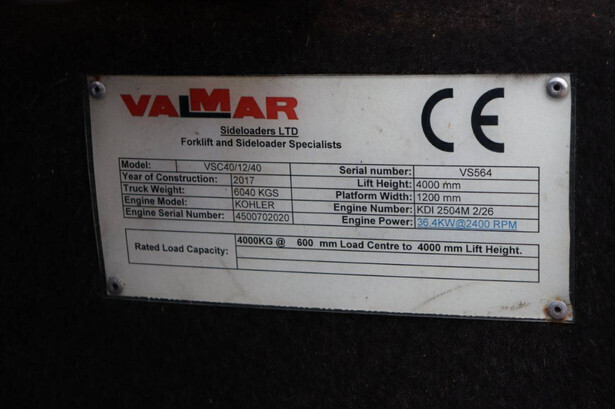 VALMAR
CE
Sideloaders LTD
Forklift and Sideloader Specialists
Model: VSC40/12/40 Serial number: VS564
Year of Construction: 2017 Lift Height: 4000 mm
Truck Weight: 6040 KGS Platform Width: 1200 mm
Engine Model: KOHLER Engine Number: KDI 2504M 2/26
Engine Serial Number: 4500702020 Engine Power: 36.4KW@2400 RPM
Rated Load Capacity: 4000KG @ 600 mm Load Centre to 4000 mm Lift Height.